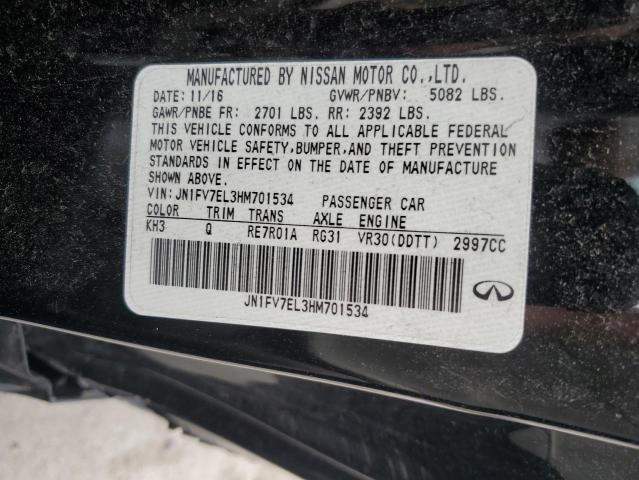 MANUFACTURED BY NISSAN MOTOR CO.,LTD.
DATE: 11/16 GVWR/PNBV: 5082 LBS.
GAWR/PNBE FR: 2701 LBS. RR: 2392 LBS.
THIS VEHICLE CONFORMS TO ALL APPLICABLE FEDERAL
MOTOR VEHICLE SAFETY,BUMPER,AND THEFT PREVENTION
STANDARDS IN EFFECT ON THE DATE OF MANUFACTURE
SHOWN ABOVE.
VIN: JN1FV7EL3HM701534 PASSENGER CAR
COLOR TRIM TRANS AXLE ENGINE
KH3 Q RE7R01A RG31 VR30(DDTT) 2997CC
JN1FV7EL3HM701534